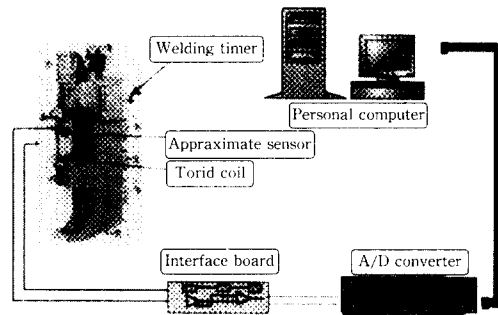 Welding timer
Personal computer
Appraximate sensor
Torid coil
Interface board
A/D converter